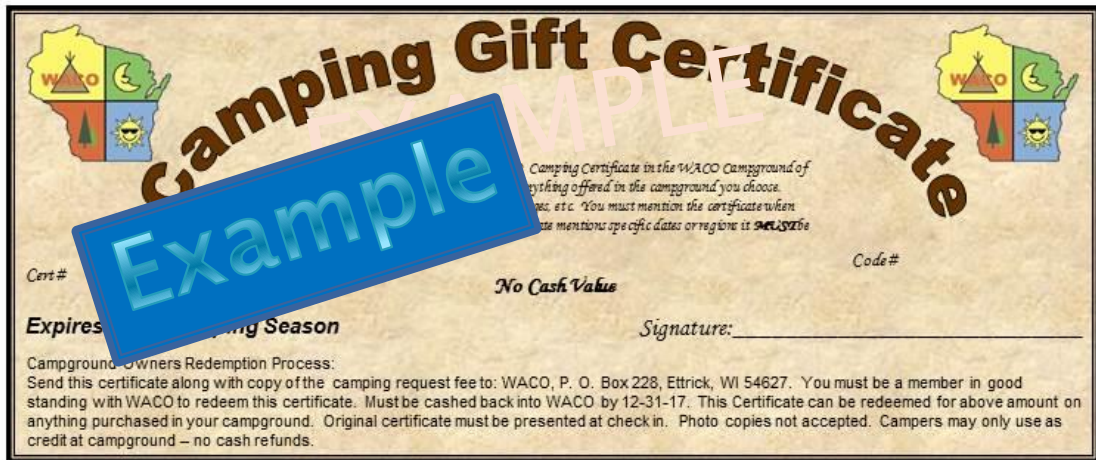 WACO
WACO
Camping Gift Certificate
EXAMPLE
Example
Camping Certificate in the WACO Campground of
anything offered in the campground you choose.
etc. You must mention the certificate when
mentions specific dates or regions it MUST be
Cert #
Code #
No Cash Value
Expires Season
Signature:
Campground Owners Redemption Process:
Send this certificate along with copy of the camping request fee to: WACO, P. O. Box 228, Ettrick, WI 54627. You must be a member in good
standing with WACO to redeem this certificate. Must be cashed back into WACO by 12-31-17. This Certificate can be redeemed for above amount on
anything purchased in your campground. Original certificate must be presented at check in. Photo copies not accepted. Campers may only use as
credit at campground – no cash refunds.